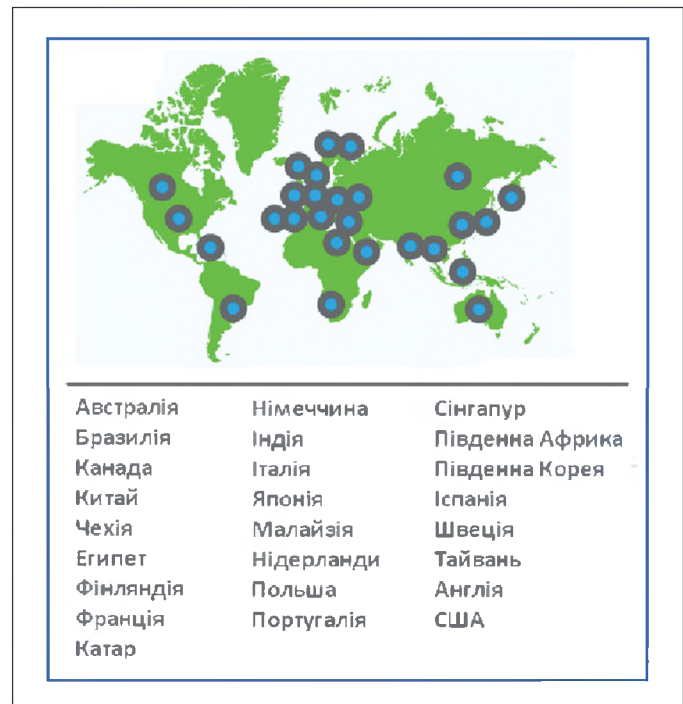 Австралія
Бразилія
Канада
Китай
Чехія
Египет
Фінляндія
Франція
Катар
Німеччина
Індія
Італія
Японія
Малайзія
Нідерланди
Польша
Португалія
Сінгапур
Південна Африка
Південна Корея
Іспанія
Швеція
Тайвань
Англія
США